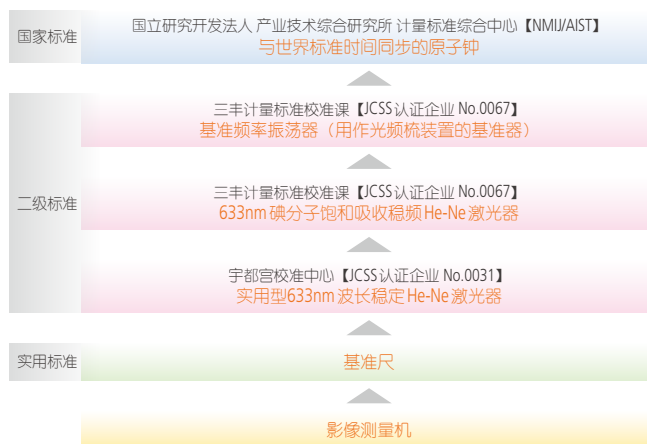 国家标准
国立研究开发法人 产业技术综合研究所 计量标准综合中心【NMIJ/AIST】
与世界标准时间同步的原子钟
二级标准
三丰计量标准校准课【JCSS认证企业 No.0067】
基准频率振荡器（用作光频梳装置的基准器）
三丰计量标准校准课【JCSS认证企业 No.0067】
633nm 碘分子饱和吸收稳频 He-Ne 激光器
宇都宫校准中心【JCSS认证企业 No.0031】
实用型633nm 波长稳定 He-Ne 激光器
实用标准
基准尺
影像测量机